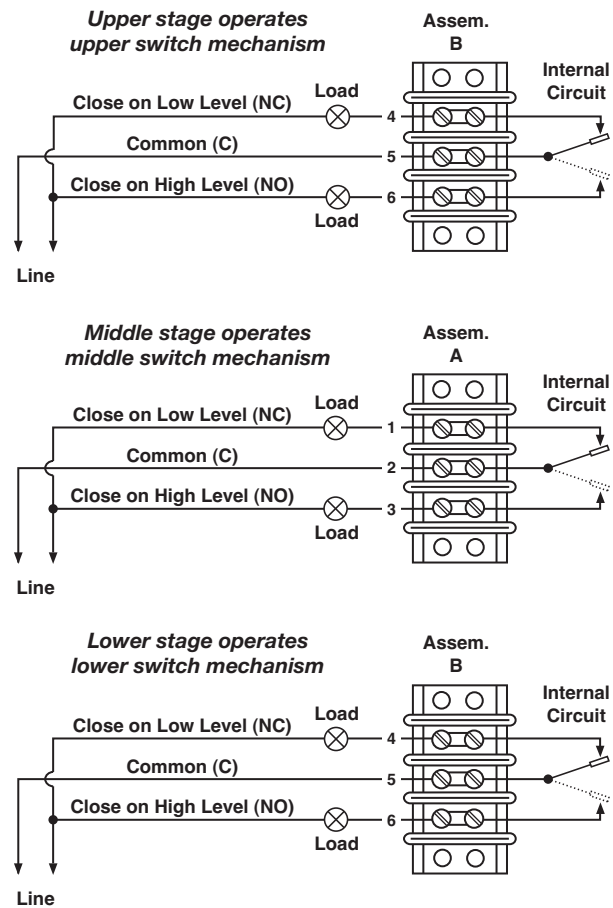 Upper stage operates
upper switch mechanism
Assem.
B
Internal
Circuit
Close on Low Level (NC)
Load
4
Common (C)
5
Close on High Level (NO)
6
Load
Line
Middle stage operates
middle switch mechanism
Assem.
A
Internal
Circuit
Close on Low Level (NC)
Load
1
Common (C)
2
Close on High Level (NO)
3
Load
Line
Lower stage operates
lower switch mechanism
Assem.
B
Internal
Circuit
Close on Low Level (NC)
Load
4
Common (C)
5
Close on High Level (NO)
6
Load
Line